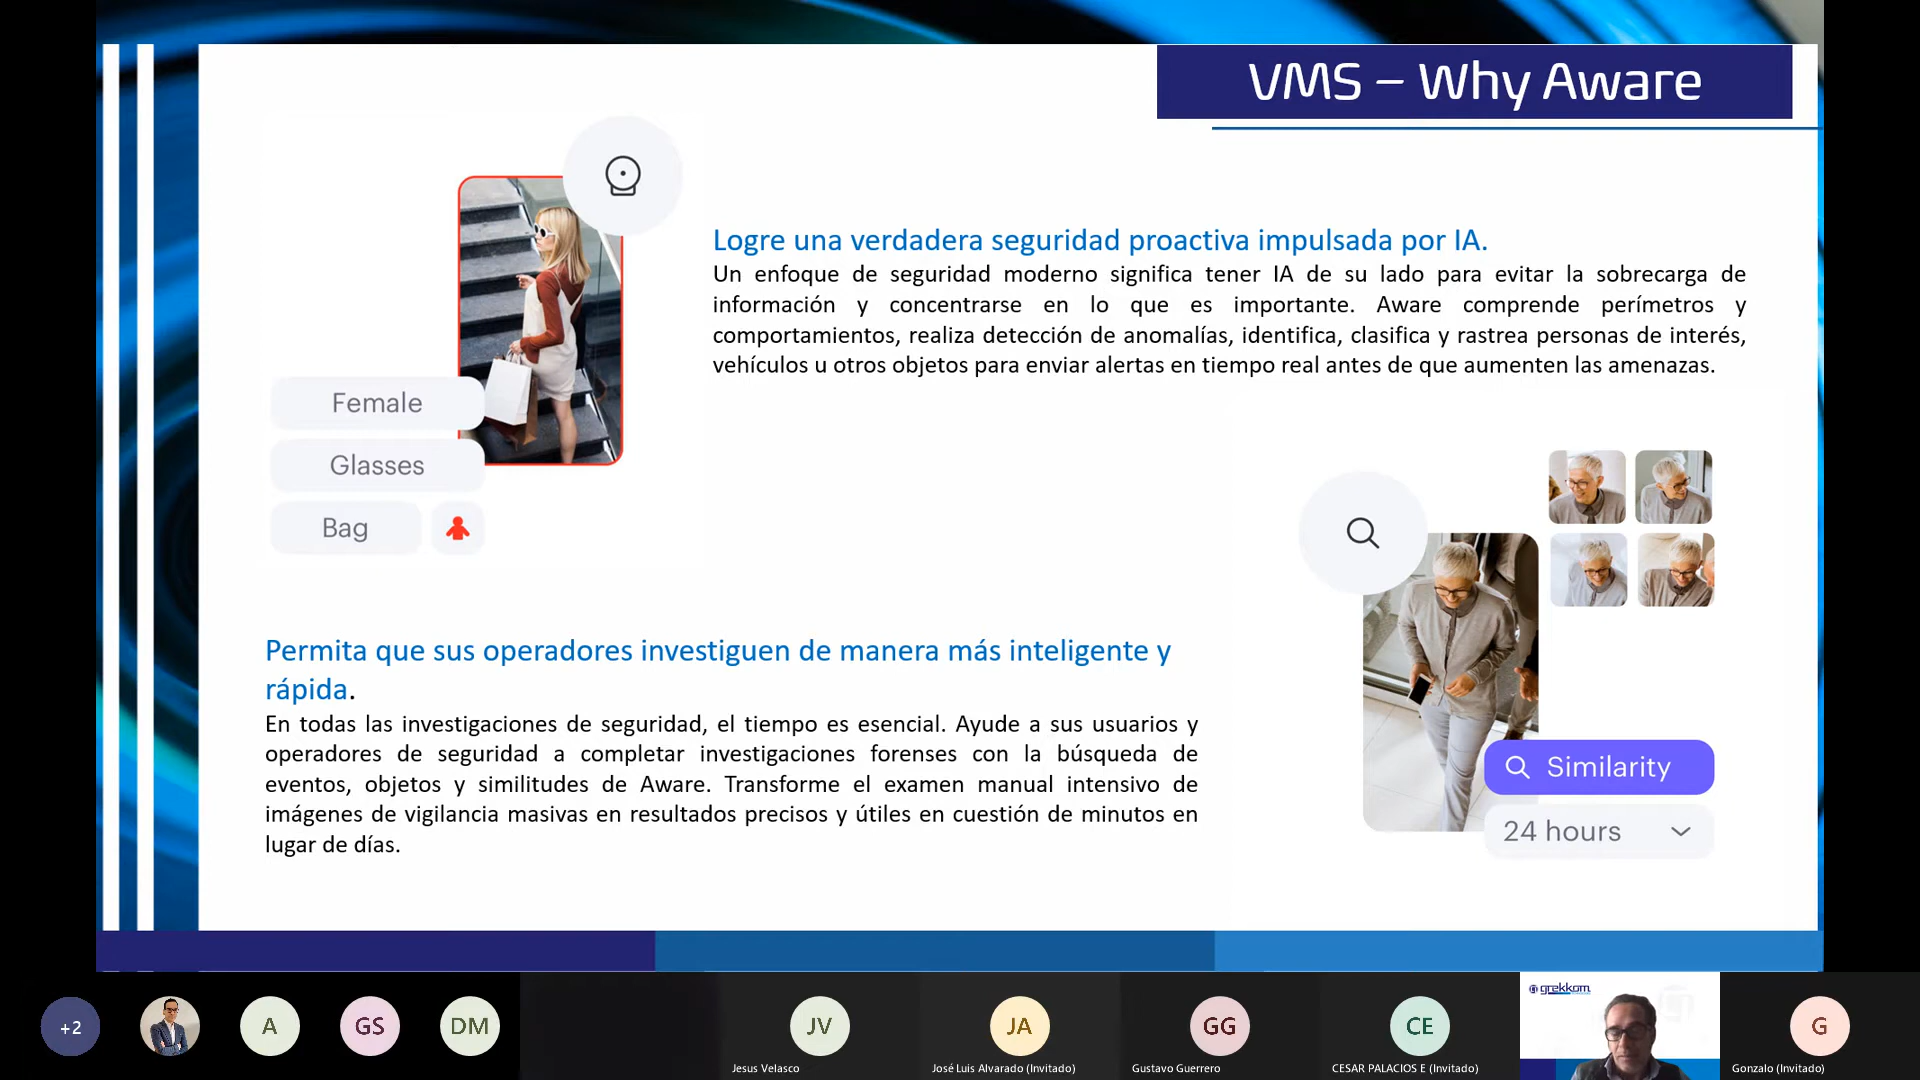 VMS – Why Aware
Logre una verdadera seguridad proactiva impulsada por IA.
Un enfoque de seguridad moderno significa tener IA de su lado para evitar la sobrecarga de
información y concentrarse en lo que es importante. Aware comprende perímetros y
comportamientos, realiza detección de anomalías, identifica, clasifica y rastrea personas de interés,
vehículos u otros objetos para enviar alertas en tiempo real antes de que aumenten las amenazas.
Female
Glasses
Bag
Permita que sus operadores investiguen de manera más inteligente y
rápida.
En todas las investigaciones de seguridad, el tiempo es esencial. Ayude a sus usuarios y
operadores de seguridad a completar investigaciones forenses con la búsqueda de
eventos, objetos y similitudes de Aware. Transforme el examen manual intensivo de
imágenes de vigilancia masivas en resultados precisos y útiles en cuestión de minutos en
lugar de días.
Similarity
24 hours
+2
A
GS
DM
JV
Jesus Velasco
JA
José Luis Alvarado (Invitado)
GG
Gustavo Guerrero
CE
CESAR PALACIOS E (Invitado)
grekkom
G
Gonzalo (Invitado)